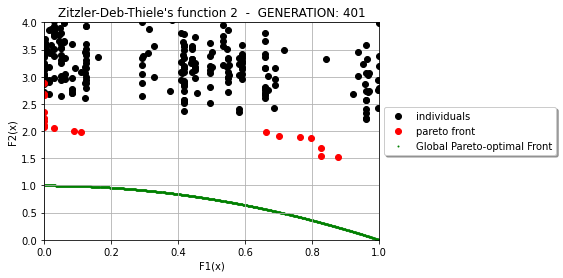 Zitzler-Deb-Thiele's function 2 - GENERATION: 401
4.0
3.5
3.0
2.5
2.0
1.5
1.0
0.5
0.0
F2(x)
0.0 0.2 0.4 0.6 0.8 1.0
F1(x)
individuals
pareto front
Global Pareto-optimal Front